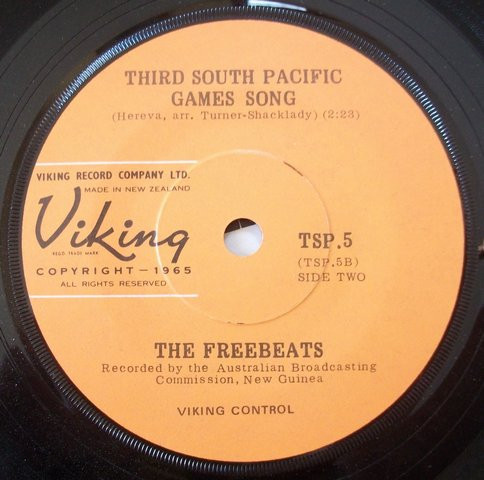 THIRD SOUTH PACIFIC
GAMES SONG
(Hereva, arr. Turner-Shacklady) (2:23)
VIKING RECORD COMPANY LTD.
MADE IN NEW ZEALAND
Viking
REGD. TRADE MARK
COPYRIGHT—1965
ALL RIGHTS RESERVED
TSP.5
(TSP.5B)
SIDE TWO
THE FREEBEATS
Recorded by the Australian Broadcasting
Commission, New Guinea
VIKING CONTROL